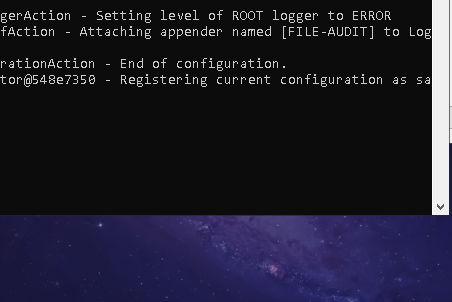 gerAction - Setting level of ROOT logger to ERROR
fAction - Attaching appender named [FILE-AUDIT] to Log
rationAction - End of configuration.
tor@548e7350 - Registering current configuration as sa